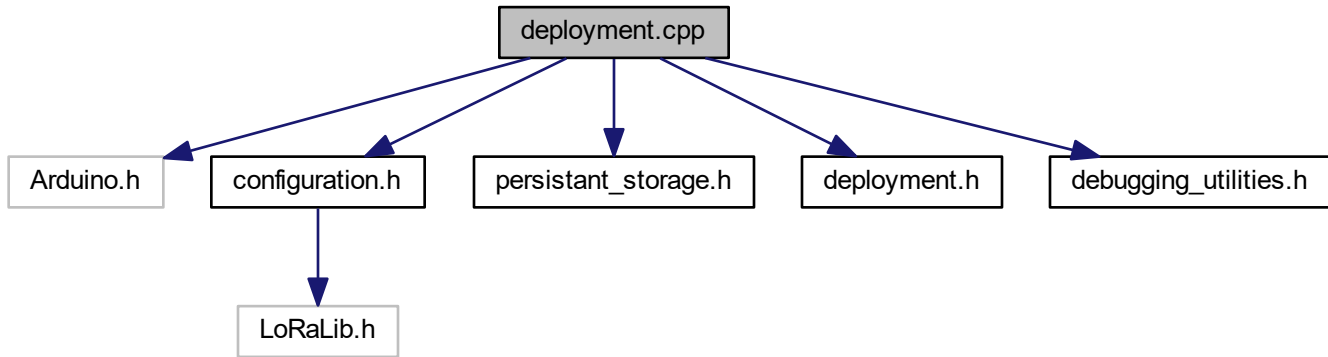 deployment.cpp
Arduino.h
configuration.h
persistant_storage.h
deployment.h
debugging_utilities.h
LoRaLib.h